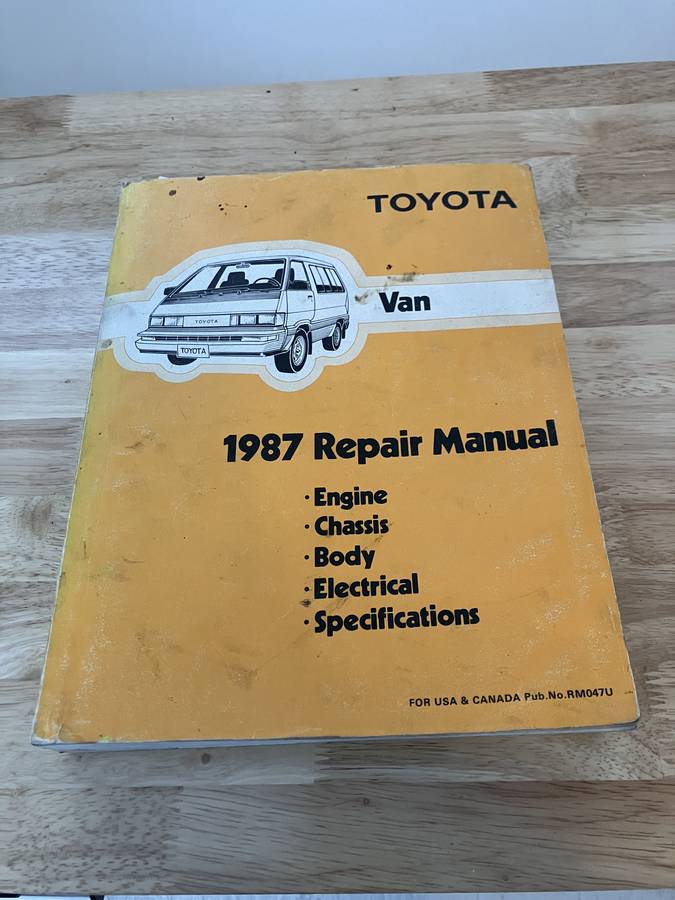 TOYOTA
Van
TOYOTA
TOYOTA
1987 Repair Manual
· Engine
· Chassis
· Body
· Electrical
· Specifications
FOR USA & CANADA Pub.No.RM047U